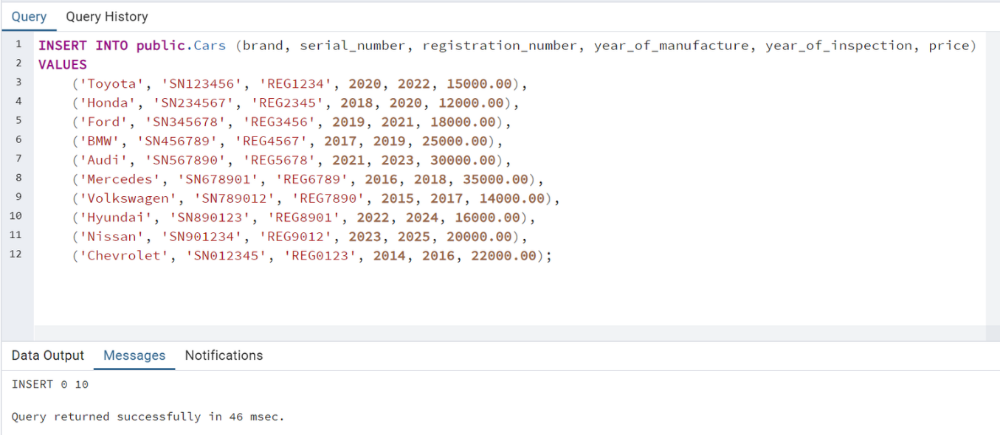 Query Query History
1 INSERT INTO public.Cars (brand, serial_number, registration_number, year_of_manufacture, year_of_inspection, price)
2 VALUES
3 ('Toyota', 'SN123456', 'REG1234', 2020, 2022, 15000.00),
4 ('Honda', 'SN234567', 'REG2345', 2018, 2020, 12000.00),
5 ('Ford', 'SN345678', 'REG3456', 2019, 2021, 18000.00),
6 ('BMW', 'SN456789', 'REG4567', 2017, 2019, 25000.00),
7 ('Audi', 'SN567890', 'REG5678', 2021, 2023, 30000.00),
8 ('Mercedes', 'SN678901', 'REG6789', 2016, 2018, 35000.00),
9 ('Volkswagen', 'SN789012', 'REG7890', 2015, 2017, 14000.00),
10 ('Hyundai', 'SN890123', 'REG8901', 2022, 2024, 16000.00),
11 ('Nissan', 'SN901234', 'REG9012', 2023, 2025, 20000.00),
12 ('Chevrolet', 'SN012345', 'REG0123', 2014, 2016, 22000.00);
Data Output Messages Notifications
INSERT 0 10
Query returned successfully in 46 msec.